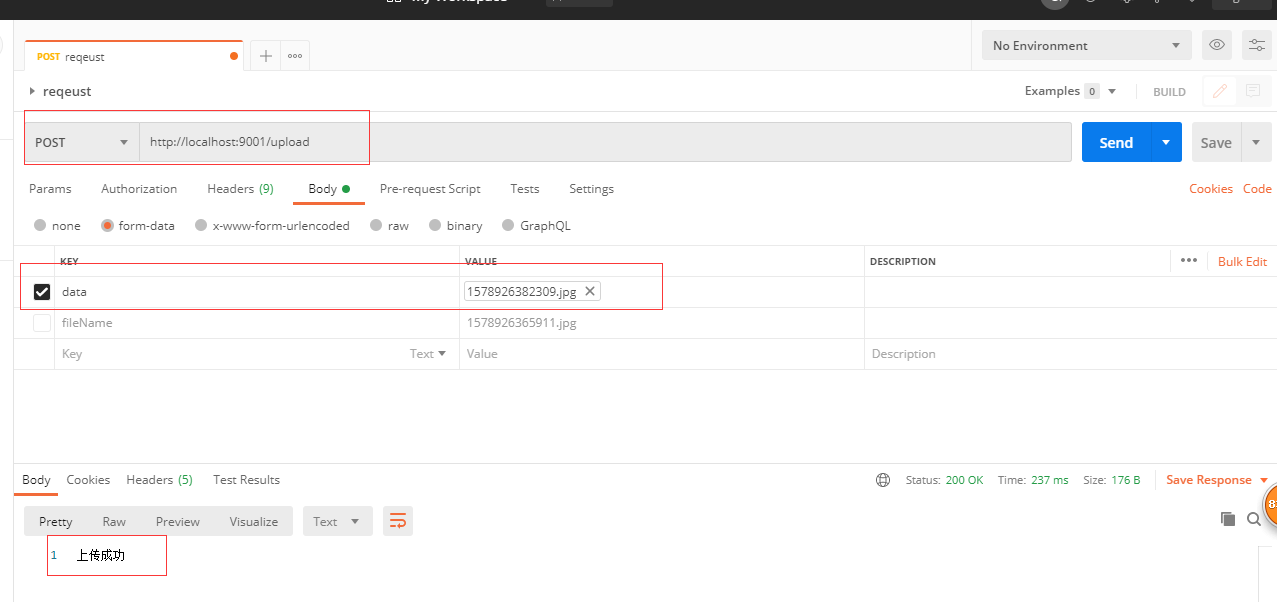 My Workspace
POST reqeust
No Environment
reqeust
Examples 0
BUILD
POST http://localhost:9001/upload
Send Save
Params Authorization Headers (9) Body Pre-request Script Tests Settings Cookies Code
none form-data x-www-form-urlencoded raw binary GraphQL
KEY VALUE DESCRIPTION ••• Bulk Edit
data 1578926382309.jpg
fileName 1578926365911.jpg
Key Text Value Description
Body Cookies Headers (5) Test Results Status: 200 OK Time: 237 ms Size: 176 B Save Response
Pretty Raw Preview Visualize Text
1 上传成功